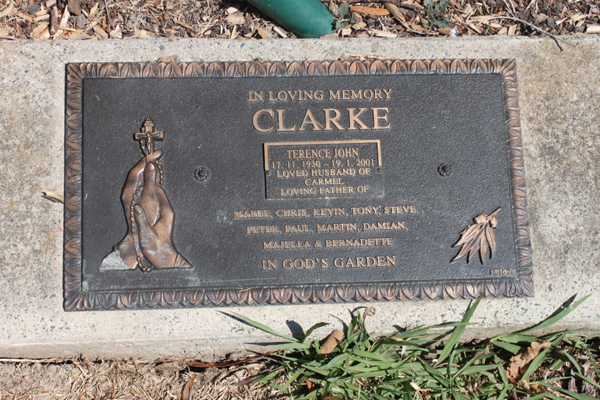 IN LOVING MEMORY
CLARKE
TERENCE JOHN
17. 11. 1930 - 19. 1. 2001
LOVED HUSBAND OF
CARMEL
LOVING FATHER OF
MAREE, CHRIS, KEVIN, TONY, STEVE,
PETER, PAUL, MARTIN, DAMIAN,
MAJELLA & BERNADETTE
IN GOD'S GARDEN